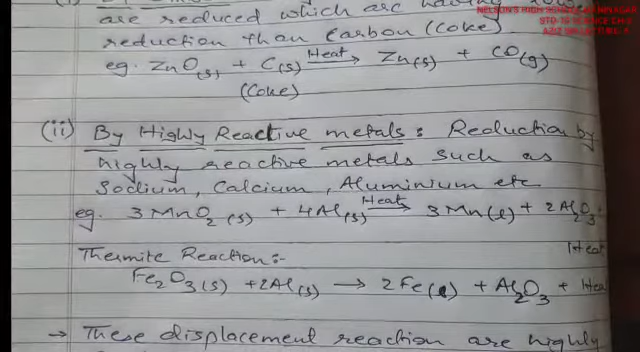 are reduced which are having
reduction than Carbon (Coke)
eg. ZnO(s) + C(s) Heat→ Zn(s) + CO(g)
(Coke)
(ii) By Highly Reactive metals: Reduction by
highly reactive metals such as
Sodium, Calcium, Aluminium etc
eg. 3MnO2(s) + 4Al(s) Heat→ 3Mn(l) + 2Al2O3 +
Heat
Thermite Reaction:-
Fe2O3(s) + 2Al(s) → 2Fe(l) + Al2O3 + Hea
→ These displacement reaction are highly